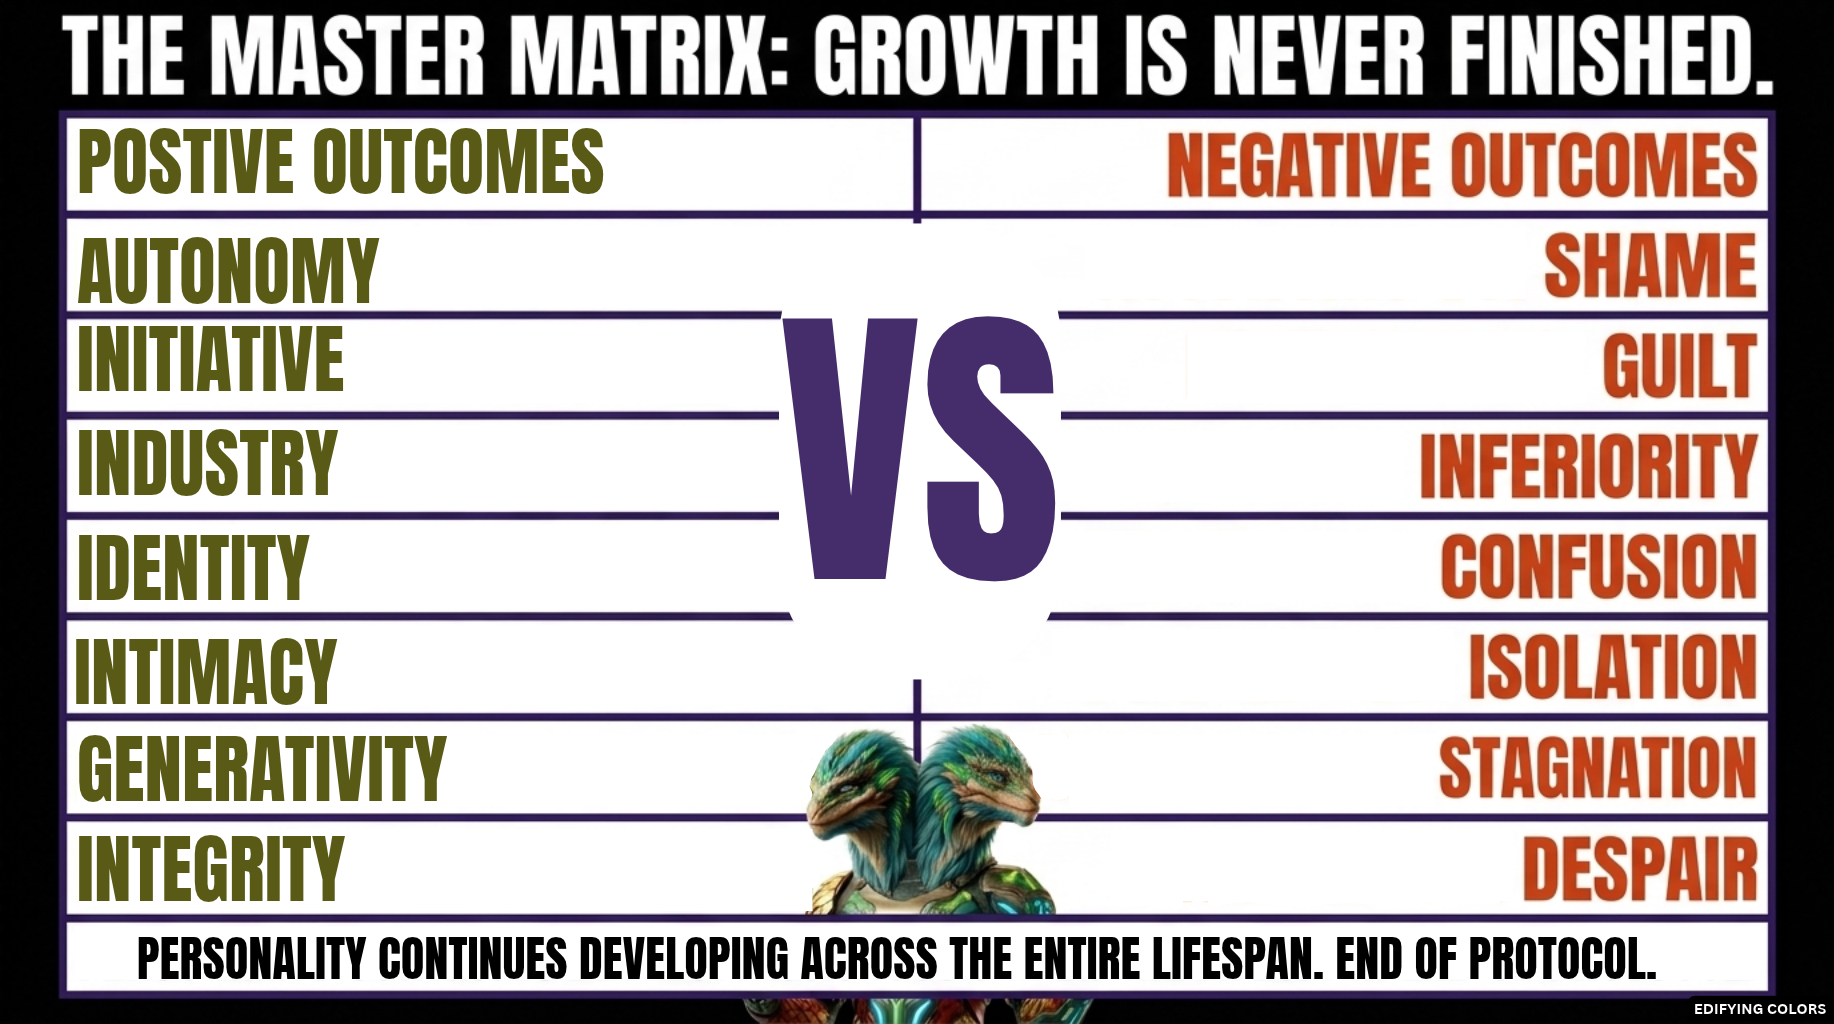 THE MASTER MATRIX: GROWTH IS NEVER FINISHED.
POSTIVE OUTCOMES NEGATIVE OUTCOMES
AUTONOMY SHAME
INITIATIVE GUILT
VS
INDUSTRY INFERIORITY
IDENTITY CONFUSION
INTIMACY ISOLATION
GENERATIVITY STAGNATION
INTEGRITY DESPAIR
PERSONALITY CONTINUES DEVELOPING ACROSS THE ENTIRE LIFESPAN. END OF PROTOCOL.
EDIFYING COLORS